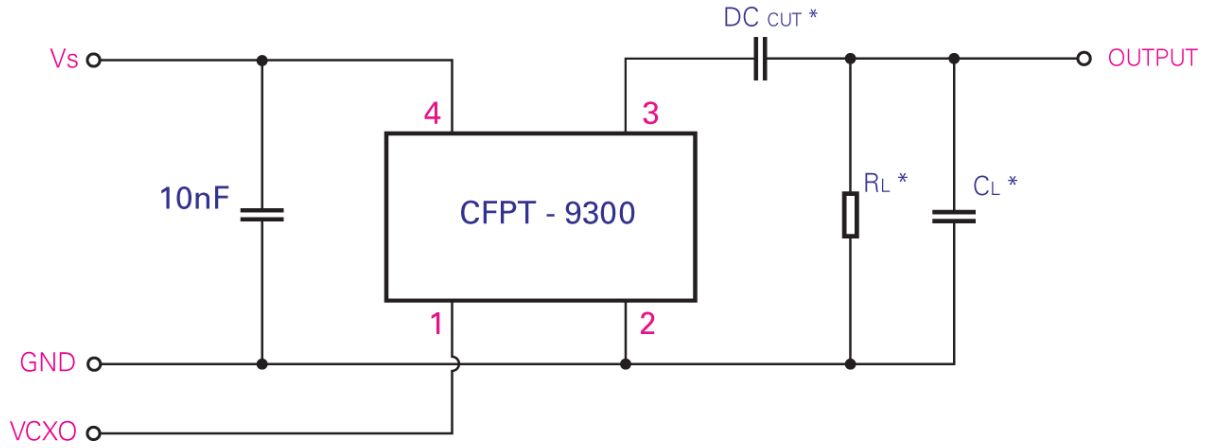 DC CUT *
Vs
OUTPUT
4
3
10nF
RL *
CL *
CFPT - 9300
1
2
GND
VCXO